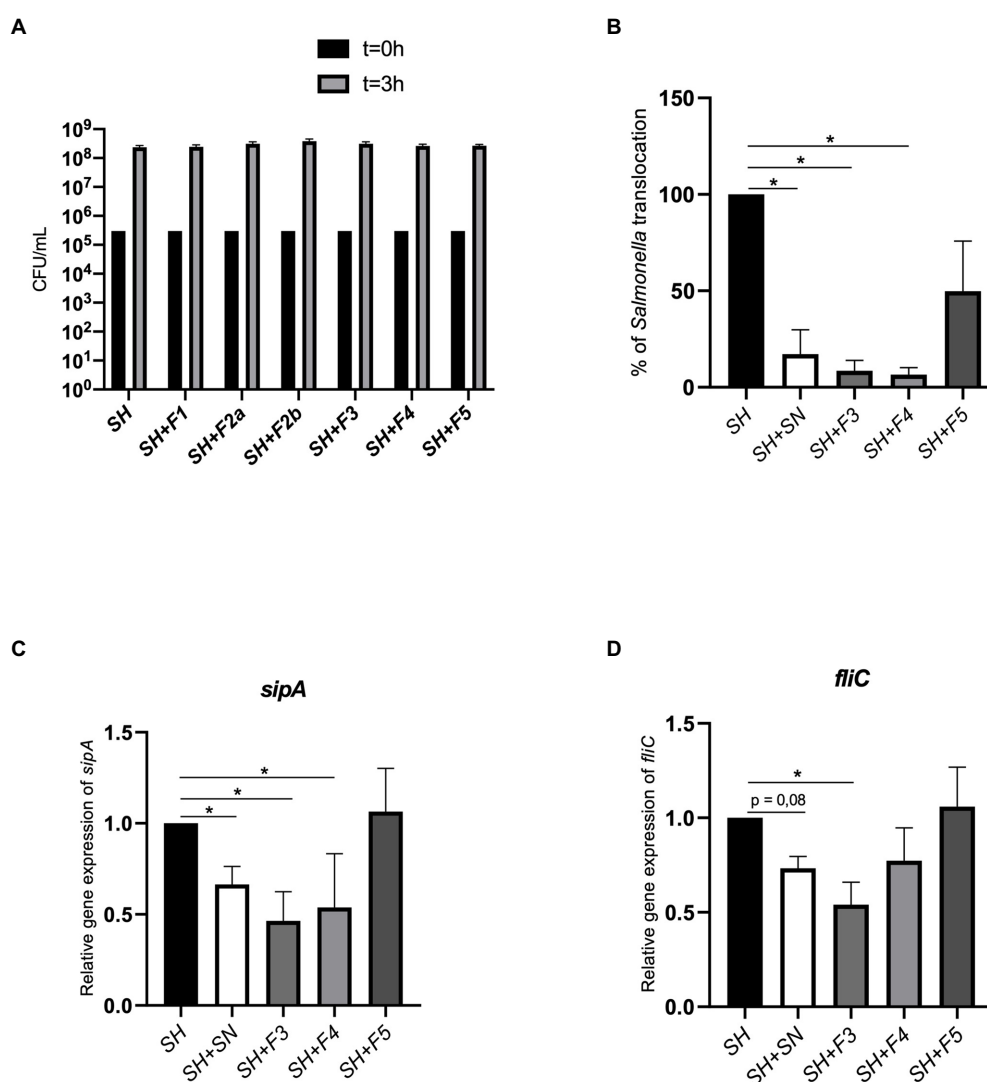 A
t=0h
t=3h
CFU/mL
10⁹
10⁸
10⁷
10⁶
10⁵
10⁴
10³
10²
10¹
10⁰
SH
SH+F1
SH+F2a
SH+F2b
SH+F3
SH+F4
SH+F5
B
% of Salmonella translocation
150
100
50
0
*
*
*
SH
SH+SN
SH+F3
SH+F4
SH+F5
C
sipA
Relative gene expression of sipA
1.5
1.0
0.5
0.0
*
*
*
SH
SH+SN
SH+F3
SH+F4
SH+F5
D
fliC
Relative gene expression of fliC
1.5
1.0
0.5
0.0
*
p = 0,08
SH
SH+SN
SH+F3
SH+F4
SH+F5